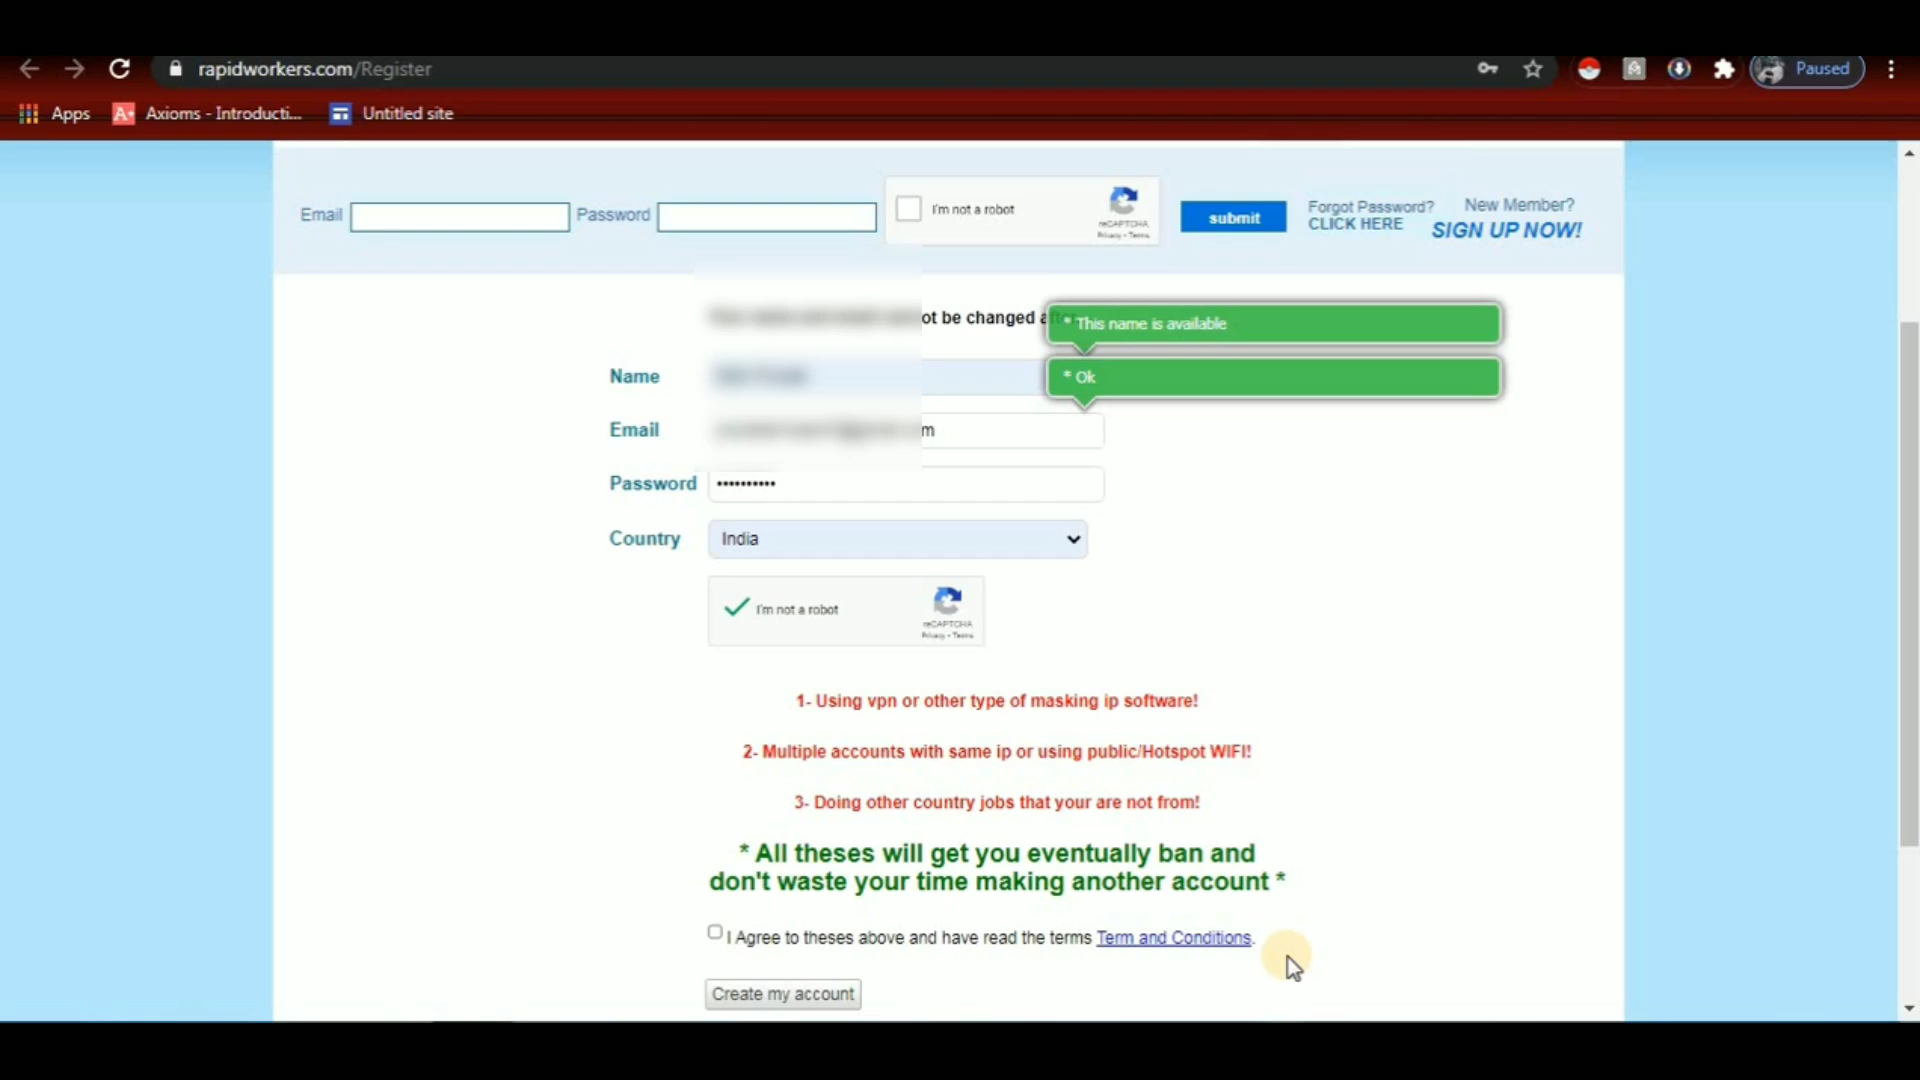 rapidworkers.com/Register
Paused
Apps
Axioms - Introducti...
Untitled site
Email
Password
I'm not a robot
reCAPTCHA
Privacy - Terms
submit
Forgot Password?
CLICK HERE
New Member?
SIGN UP NOW!
ot be changed
* This name is available
Name
* Ok
Email
m
Password ••••••••••
Country India
I'm not a robot
reCAPTCHA
Privacy - Terms
1- Using vpn or other type of masking ip software!
2- Multiple accounts with same ip or using public/Hotspot WIFI!
3- Doing other country jobs that your are not from!
* All theses will get you eventually ban and
don't waste your time making another account *
I Agree to theses above and have read the terms Term and Conditions.
Create my account